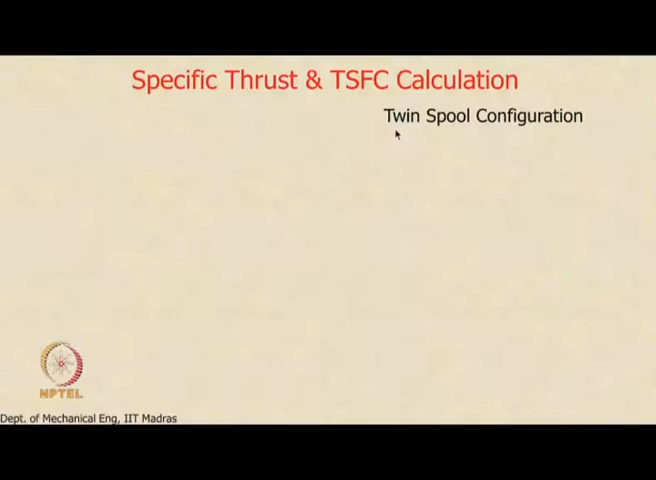 Specific Thrust & TSFC Calculation
Twin Spool Configuration
NPTEL
Dept. of Mechanical Eng, IIT Madras